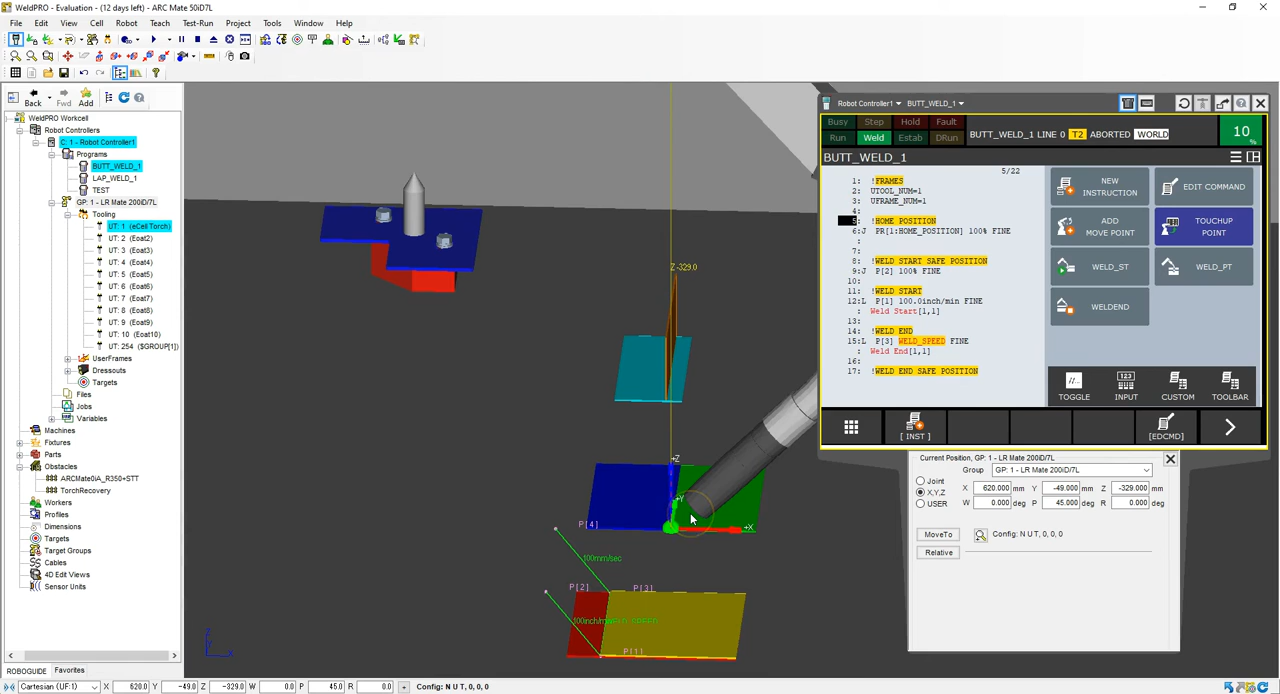 WeldPRO - Evaluation - (12 days left) - ARC Mate 50iD7L
File Edit View Cell Robot Teach Test-Run Project Tools Window Help
Back Fwd Add
WeldPRO Workcell
Robot Controllers
C: 1 - Robot Controller1
Programs
BUTT_WELD_1
LAP_WELD_1
TEST
GP: 1 - LR Mate 200iD/7L
Tooling
UT: 1 (eCell Torch)
UT: 2 (Eoat2)
UT: 3 (Eoat3)
UT: 4 (Eoat4)
UT: 5 (Eoat5)
UT: 6 (Eoat6)
UT: 7 (Eoat7)
UT: 8 (Eoat8)
UT: 9 (Eoat9)
UT: 10 (Eoat10)
UT: 254 ($GROUP[1])
UserFrames
Dressouts
Targets
Files
Jobs
Variables
Machines
Fixtures
Parts
Obstacles
ARCMate0iA_R350+STT
TorchRecovery
Workers
Profiles
Dimensions
Targets
Target Groups
Cables
4D Edit Views
Sensor Units
ROBOGUIDE Favorites
Z-329.0
+Z
+Y
+X
P[4]
100mm/sec
P[2] P[3]
100inch/min
P[1]
Z
Y
X
Robot Controller1 BUTT_WELD_1
Busy Step Hold Fault
Run Weld Estab DRun
BUTT_WELD_1 LINE 0 T2 ABORTED WORLD
10 %
BUTT_WELD_1
5/22
1: !FRAMES
2: UTOOL_NUM=1
3: UFRAME_NUM=1
4:
5: !HOME POSITION
6:J PR[1:HOME_POSITION] 100% FINE
:
7:
8: !WELD START SAFE POSITION
9:J P[2] 100% FINE
10:
11: !WELD START
12:L P[1] 100.0inch/min FINE
: Weld Start[1,1]
13:
14: !WELD END
15:L P[3] WELD_SPEED FINE
: Weld End[1,1]
16:
17: !WELD END SAFE POSITION
NEW INSTRUCTION
EDIT COMMAND
ADD MOVE POINT
TOUCHUP POINT
WELD_ST
WELD_PT
WELDEND
TOGGLE INPUT CUSTOM TOOLBAR
[ INST ] [EDCMD]
Current Position, GP: 1 - LR Mate 200iD/7L
Group GP: 1 - LR Mate 200iD/7L
Joint
X,Y,Z
USER
X 620.000 mm Y -49.000 mm Z -329.000 mm
W 0.000 deg P 45.000 deg R 0.000 deg
MoveTo Config: N U T, 0, 0, 0
Relative
Cartesian (UF:1) X 620.0 Y -49.0 Z -329.0 W 0.0 P 45.0 R 0.0 Config: N U T, 0, 0, 0